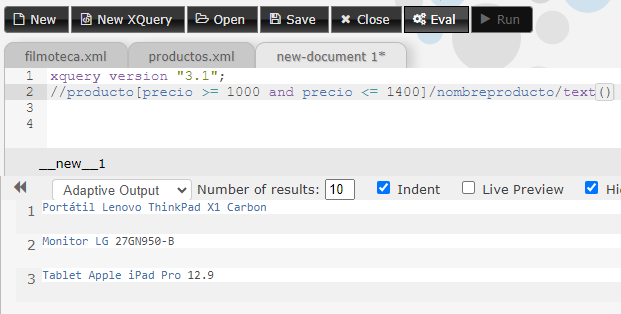 New New XQuery Open Save Close Eval Run
filmoteca.xml productos.xml new-document 1*
1 xquery version "3.1";
2 //producto[precio >= 1000 and precio <= 1400]/nombreproducto/text()
3
4
__new__1
Adaptive Output Number of results: 10 Indent Live Preview Hi
1 Portátil Lenovo ThinkPad X1 Carbon
2 Monitor LG 27GN950-B
3 Tablet Apple iPad Pro 12.9